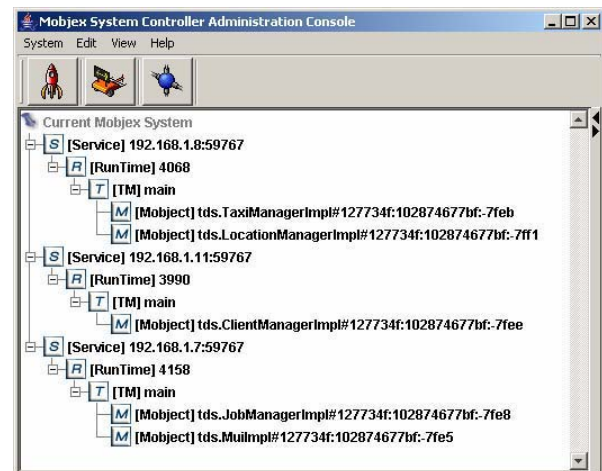 Mobjex System Controller Administration Console
System Edit View Help
Current Mobjex System
S [Service] 192.168.1.8:59767
R [RunTime] 4068
T [TM] main
M [Mobject] tds.TaxiManagerImpl#127734f:102874677bf:-7feb
M [Mobject] tds.LocationManagerImpl#127734f:102874677bf:-7ff1
S [Service] 192.168.1.11:59767
R [RunTime] 3990
T [TM] main
M [Mobject] tds.ClientManagerImpl#127734f:102874677bf:-7fee
S [Service] 192.168.1.7:59767
R [RunTime] 4158
T [TM] main
M [Mobject] tds.JobManagerImpl#127734f:102874677bf:-7fe8
M [Mobject] tds.MuiImpl#127734f:102874677bf:-7fe5